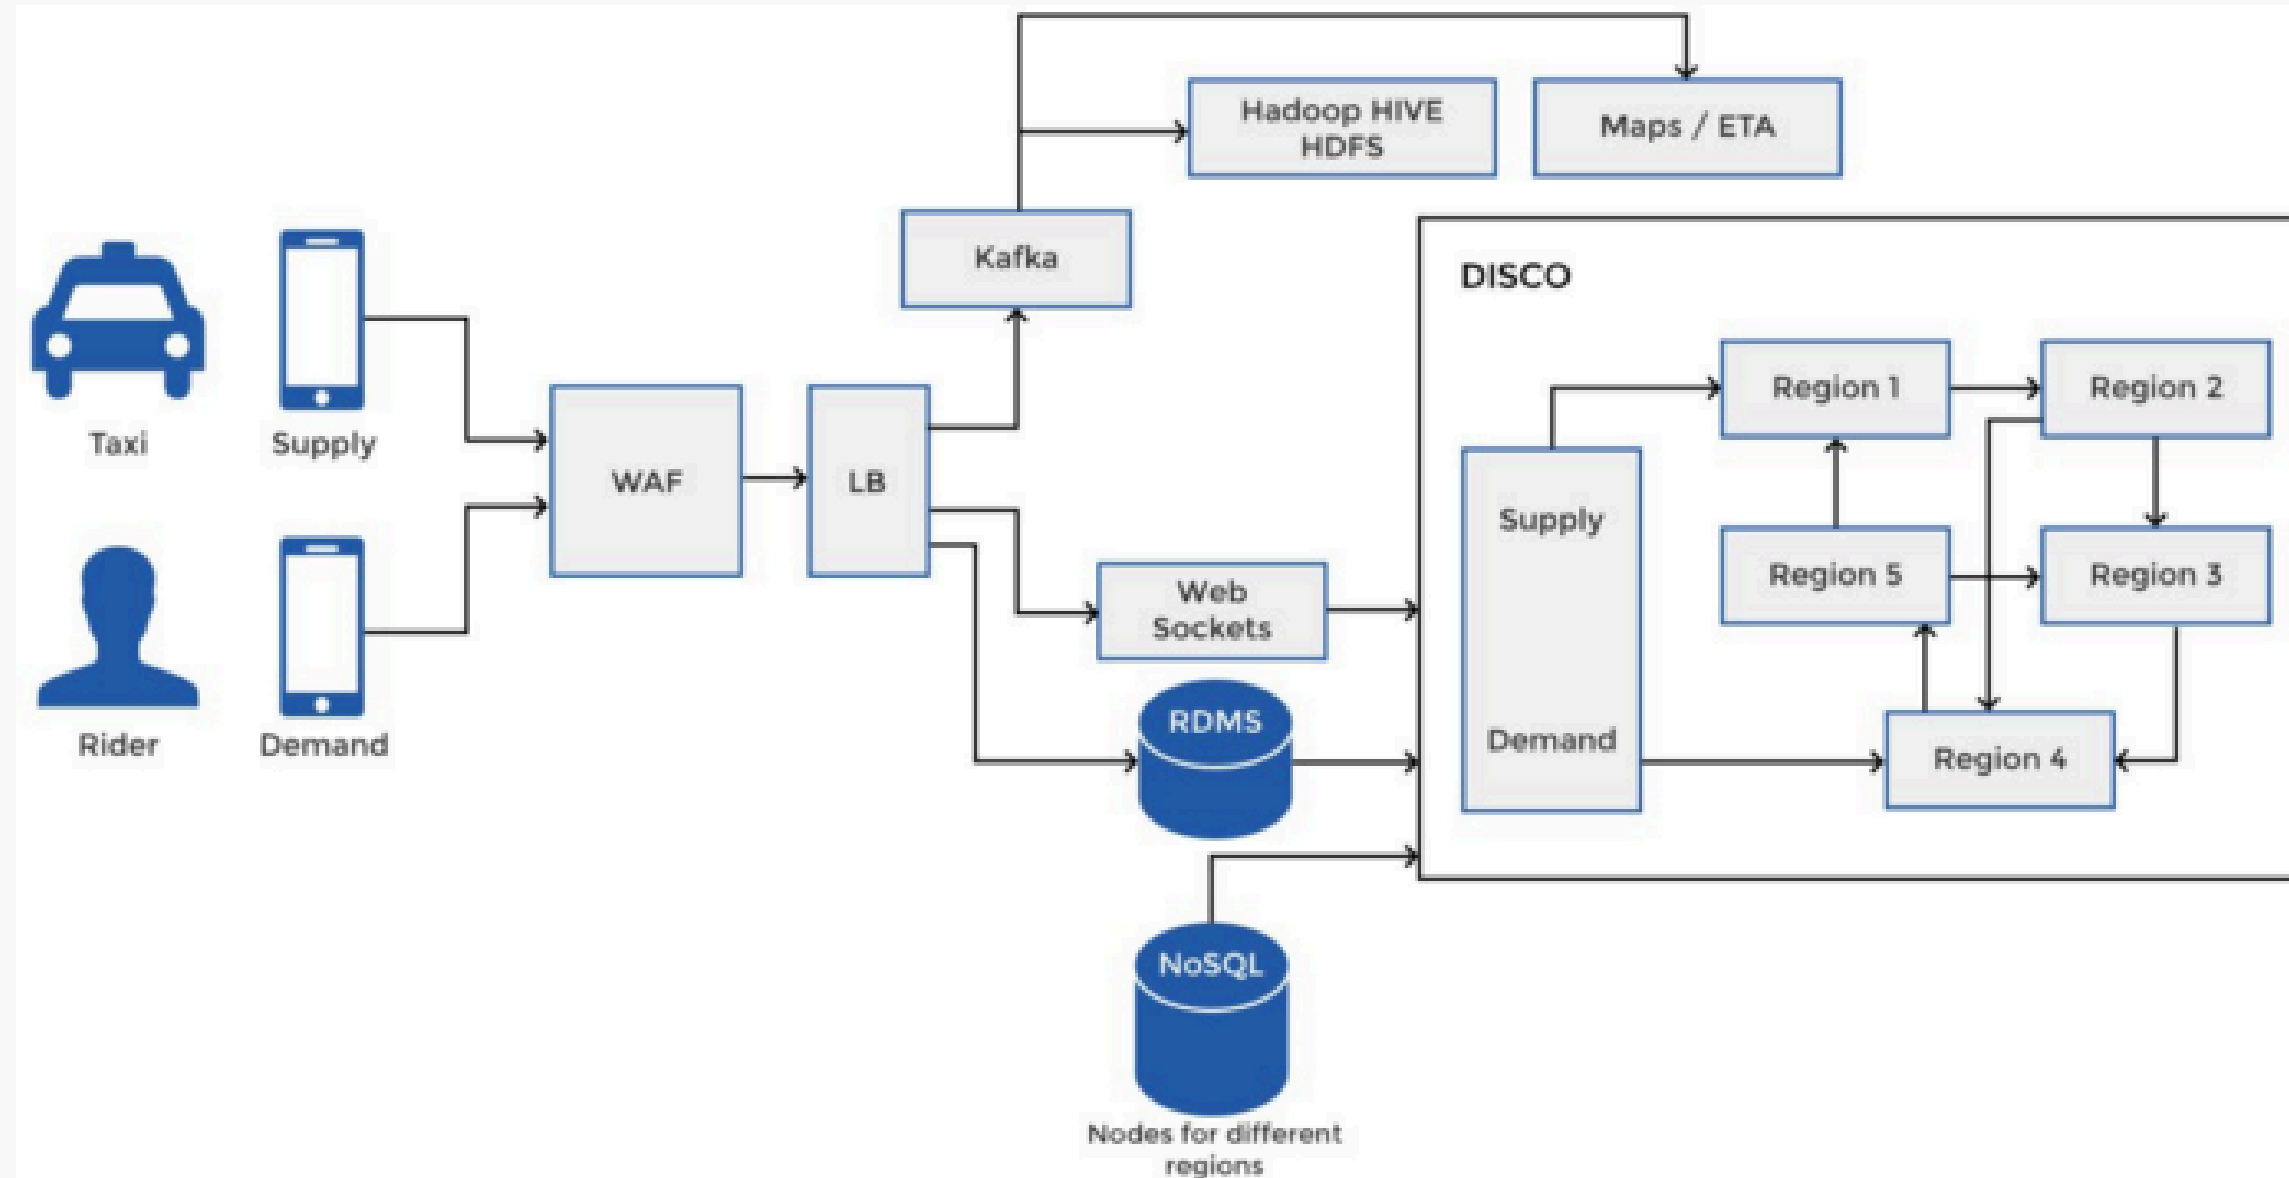 Hadoop HIVE
HDFS
Maps / ETA
Kafka
DISCO
Taxi
Supply
WAF
LB
Region 1
Region 2
Supply
Region 5
Region 3
Web
Sockets
Rider
Demand
RDMS
Demand
Region 4
NoSQL
Nodes for different
regions